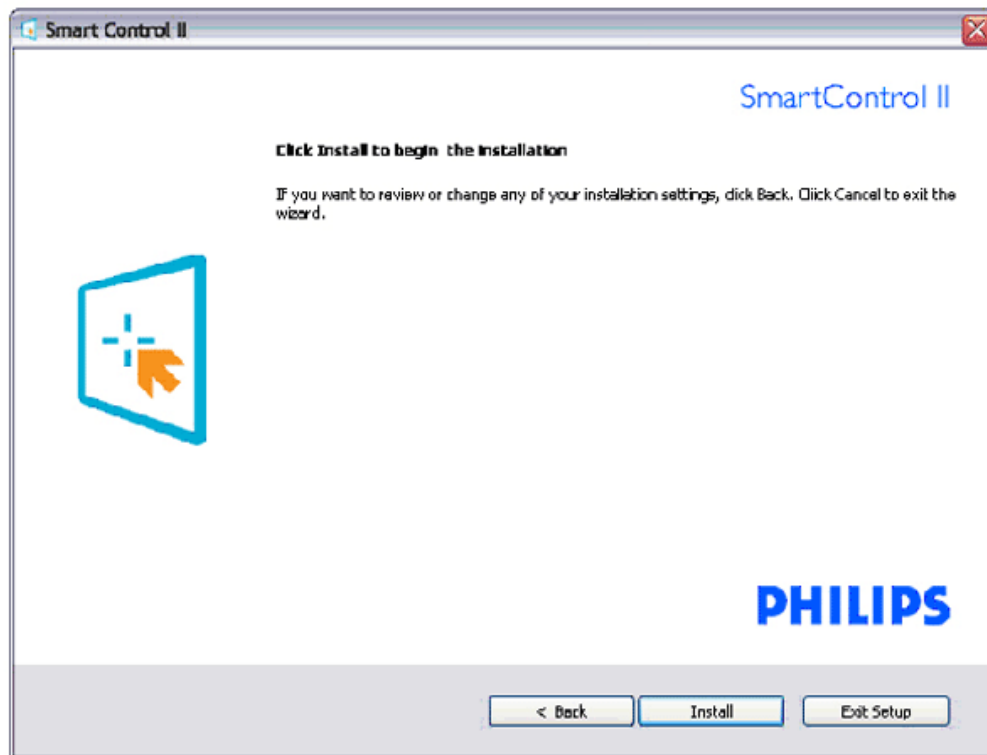 Smart Control II
SmartControl II
Click Install to begin the installation
If you want to review or change any of your installation settings, click Back. Click Cancel to exit the
wizard.
PHILIPS
< Back
Install
Exit Setup